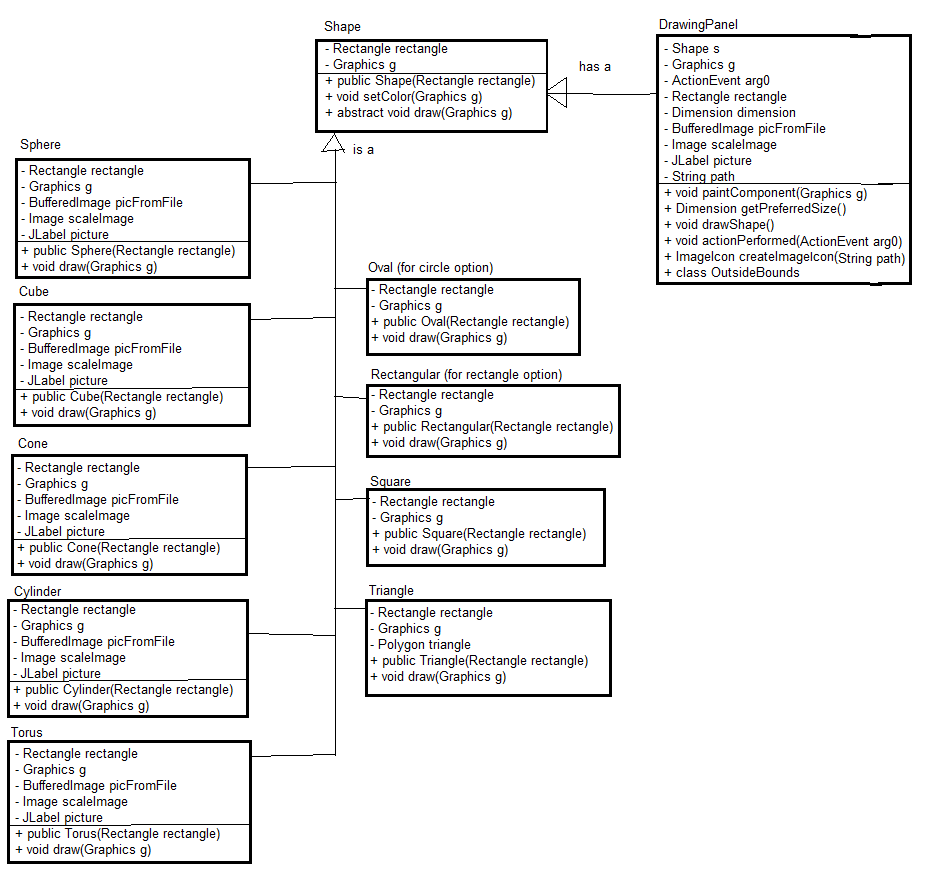 Shape
- Rectangle rectangle
- Graphics g
+ public Shape(Rectangle rectangle)
+ void setColor(Graphics g)
+ abstract void draw(Graphics g)
has a
is a
DrawingPanel
- Shape s
- Graphics g
- ActionEvent arg0
- Rectangle rectangle
- Dimension dimension
- BufferedImage picFromFile
- Image scaleImage
- JLabel picture
- String path
+ void paintComponent(Graphics g)
+ Dimension getPreferredSize()
+ void drawShape()
+ void actionPerformed(ActionEvent arg0)
+ ImageIcon createImageIcon(String path)
+ class OutsideBounds
Sphere
- Rectangle rectangle
- Graphics g
- BufferedImage picFromFile
- Image scaleImage
- JLabel picture
+ public Sphere(Rectangle rectangle)
+ void draw(Graphics g)
Cube
- Rectangle rectangle
- Graphics g
- BufferedImage picFromFile
- Image scaleImage
- JLabel picture
+ public Cube(Rectangle rectangle)
+ void draw(Graphics g)
Cone
- Rectangle rectangle
- Graphics g
- BufferedImage picFromFile
- Image scaleImage
- JLabel picture
+ public Cone(Rectangle rectangle)
+ void draw(Graphics g)
Cylinder
- Rectangle rectangle
- Graphics g
- BufferedImage picFromFile
- Image scaleImage
- JLabel picture
+ public Cylinder(Rectangle rectangle)
+ void draw(Graphics g)
Torus
- Rectangle rectangle
- Graphics g
- BufferedImage picFromFile
- Image scaleImage
- JLabel picture
+ public Torus(Rectangle rectangle)
+ void draw(Graphics g)
Oval (for circle option)
- Rectangle rectangle
- Graphics g
+ public Oval(Rectangle rectangle)
+ void draw(Graphics g)
Rectangular (for rectangle option)
- Rectangle rectangle
- Graphics g
+ public Rectangular(Rectangle rectangle)
+ void draw(Graphics g)
Square
- Rectangle rectangle
- Graphics g
+ public Square(Rectangle rectangle)
+ void draw(Graphics g)
Triangle
- Rectangle rectangle
- Graphics g
- Polygon triangle
+ public Triangle(Rectangle rectangle)
+ void draw(Graphics g)